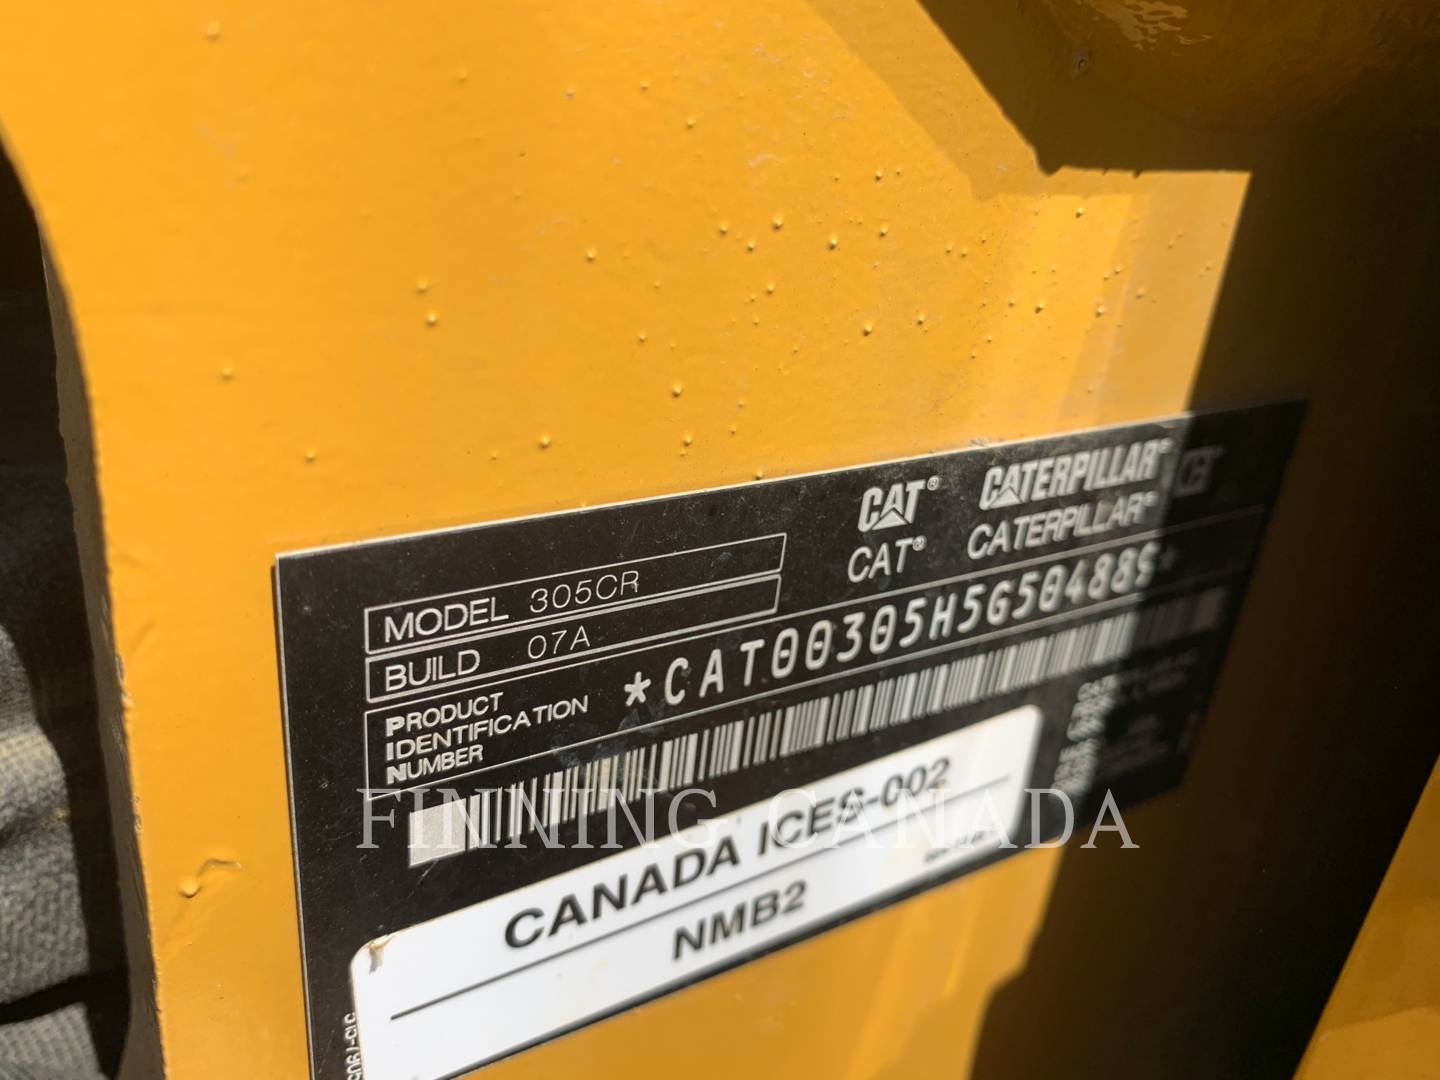 CAT® CATERPILLAR®
CAT® CATERPILLAR®
MODEL 305CR
BUILD 07A
PRODUCT IDENTIFICATION NUMBER
*CAT00305H5G504889*
CANADA ICES-002
NMB2
FINNING CANADA